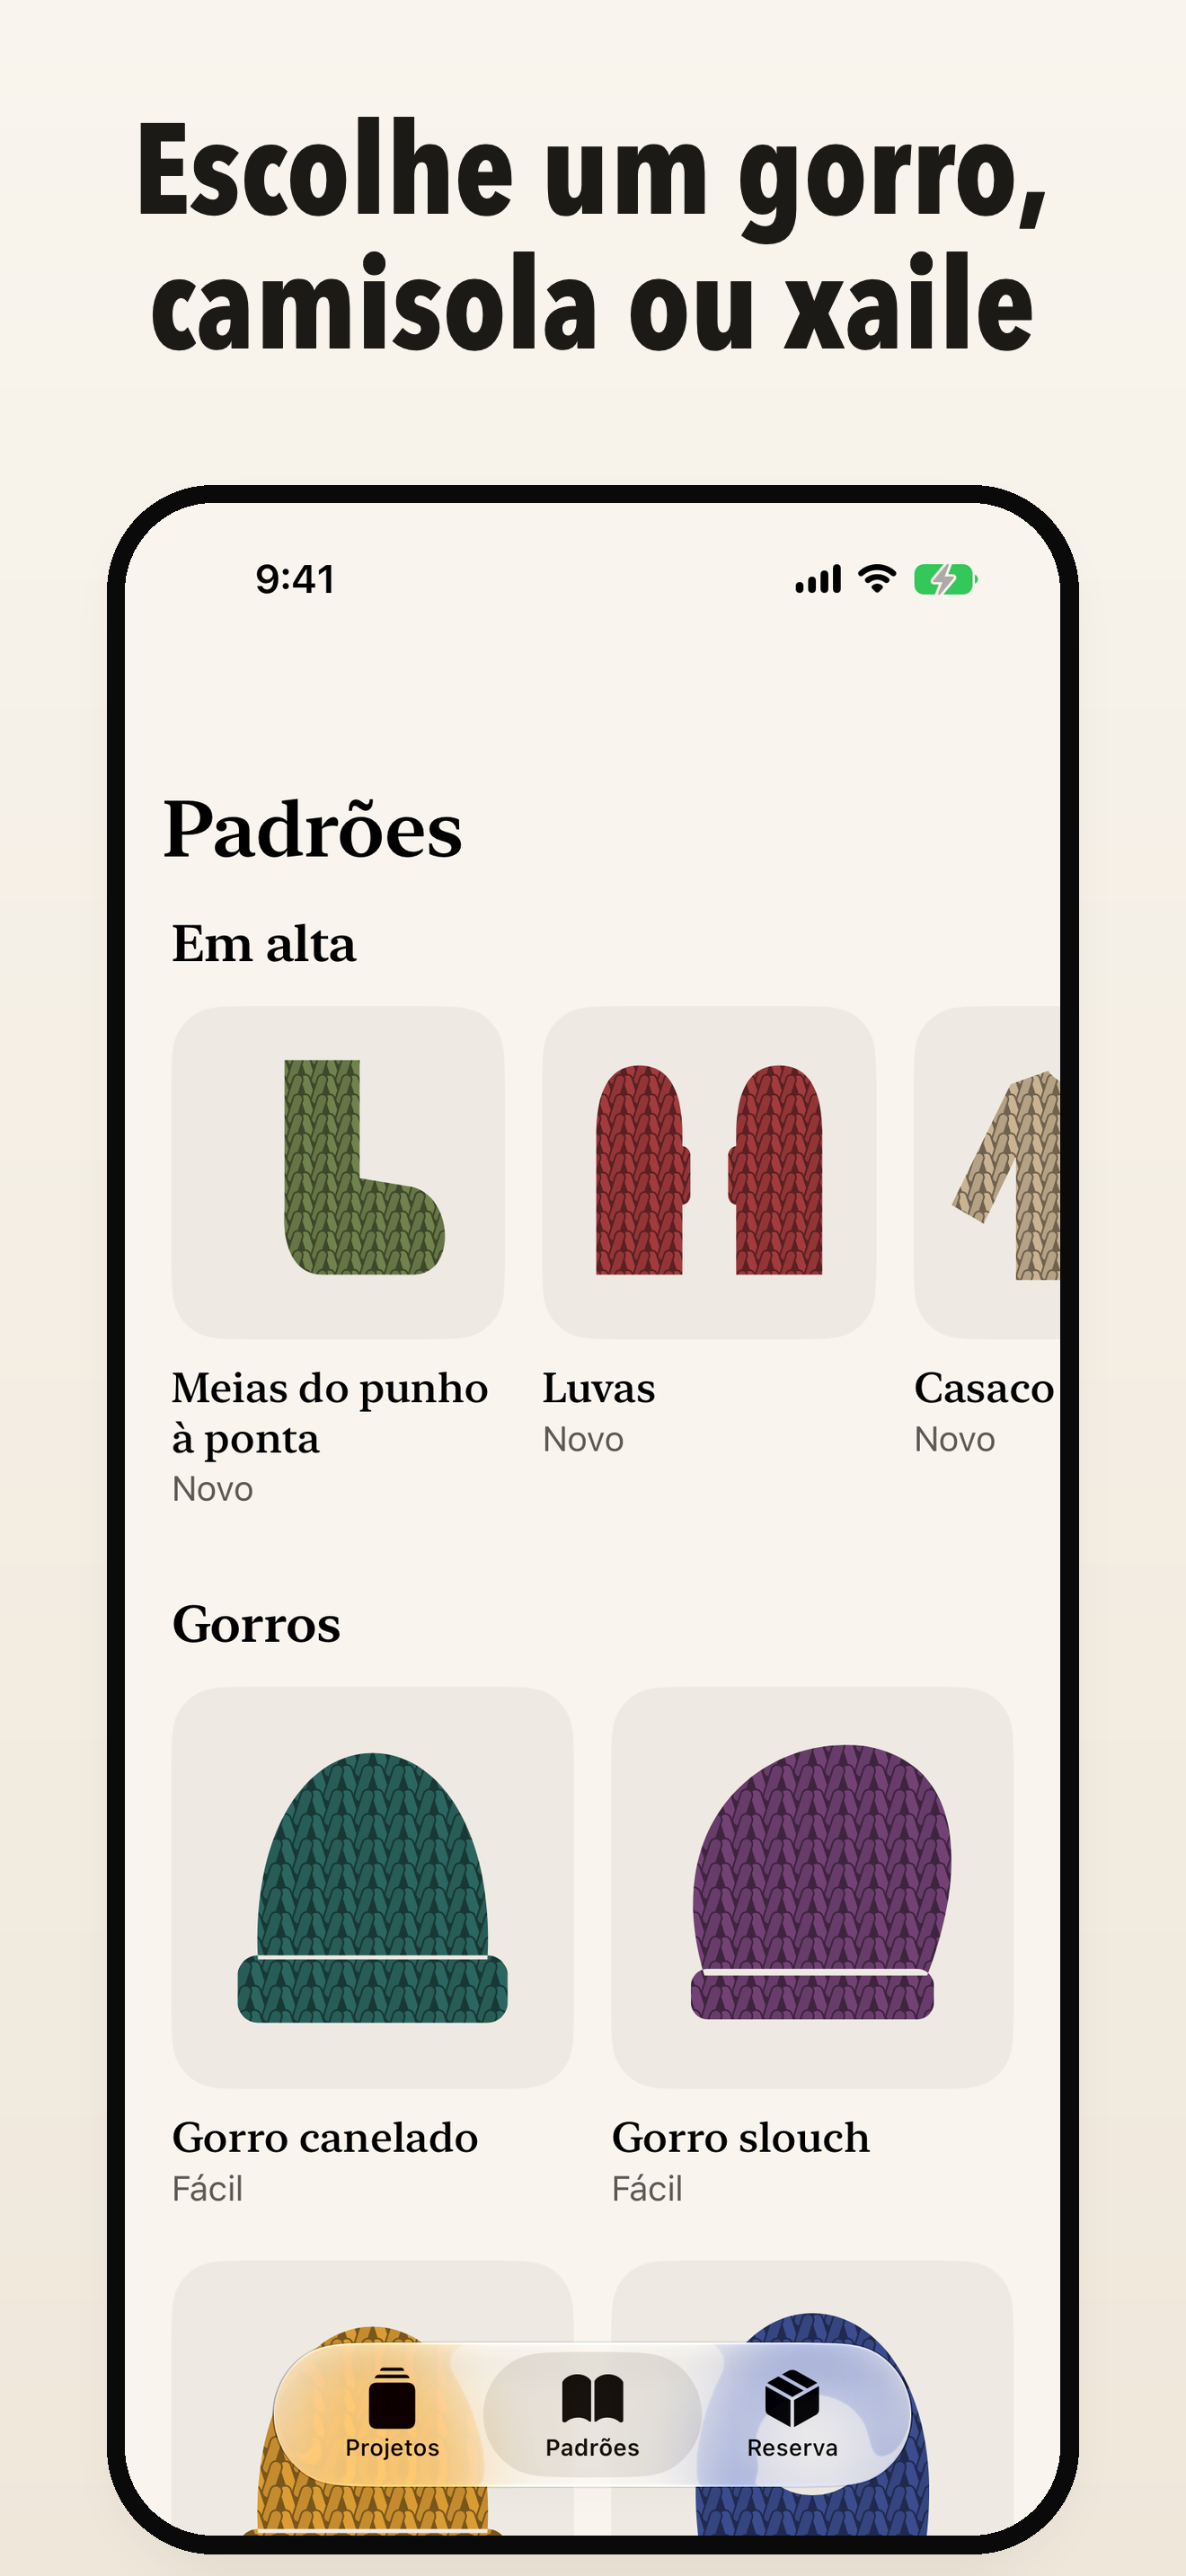 Escolhe um gorro,
camisola ou xaile
9:41
Padrões
Em alta
Meias do punho
à ponta
Novo
Luvas
Novo
Casaco
Novo
Gorros
Gorro canelado
Fácil
Gorro slouch
Fácil
Projetos
Padrões
Reserva